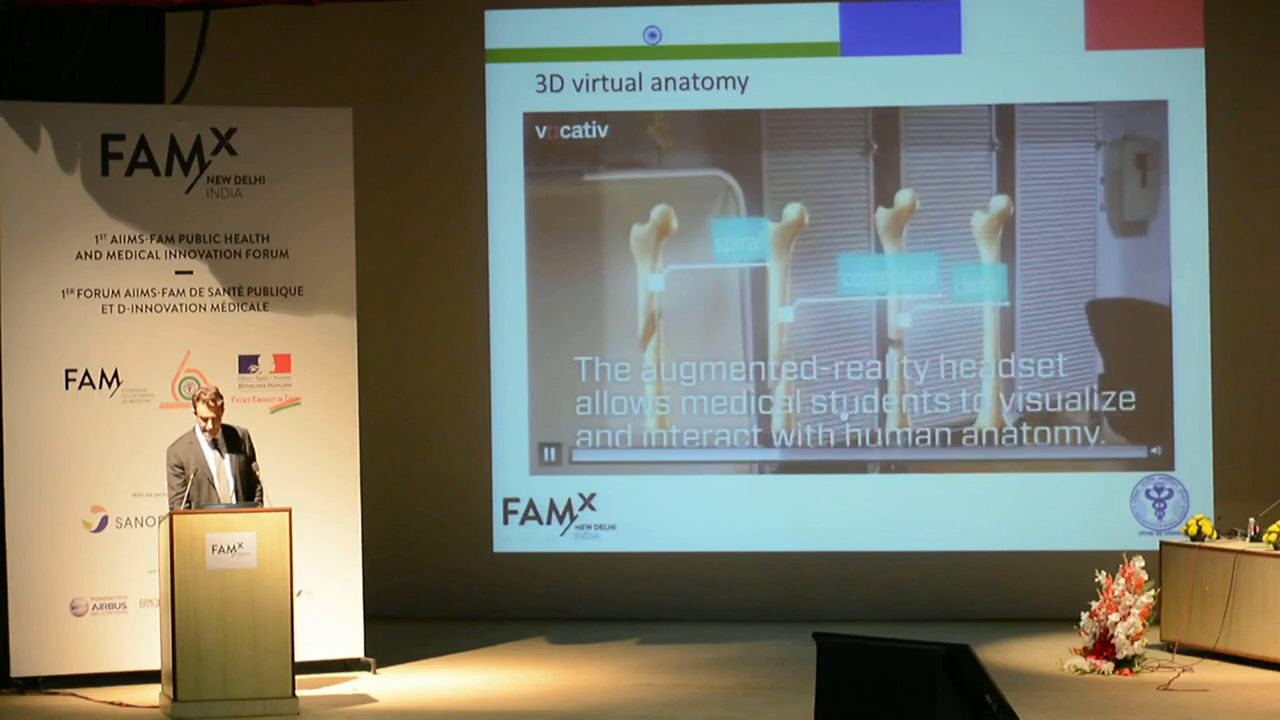 FAMx
NEW DELHI
INDIA
1ST AIIMS-FAM PUBLIC HEALTH
AND MEDICAL INNOVATION FORUM
1ER FORUM AIIMS-FAM DE SANTÉ PUBLIQUE
ET D-INNOVATION MÉDICALE
FAM
FONDATION
AIRBUS
HELICOPTERS
FAMx
3D virtual anatomy
vocativ
spiral
compound
The augmented-reality headset
allows medical students to visualize
and interact with human anatomy.
FAMx
NEW DELHI
INDIA